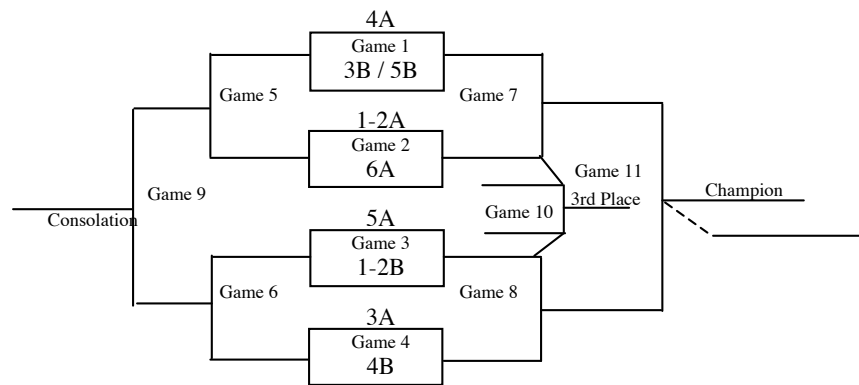 4A
Game 1
3B / 5B
Game 5
Game 7
1-2A
Game 2
6A
Game 11
Game 9
3rd Place
Champion
Consolation
Game 10
5A
Game 3
1-2B
Game 6
Game 8
3A
Game 4
4B